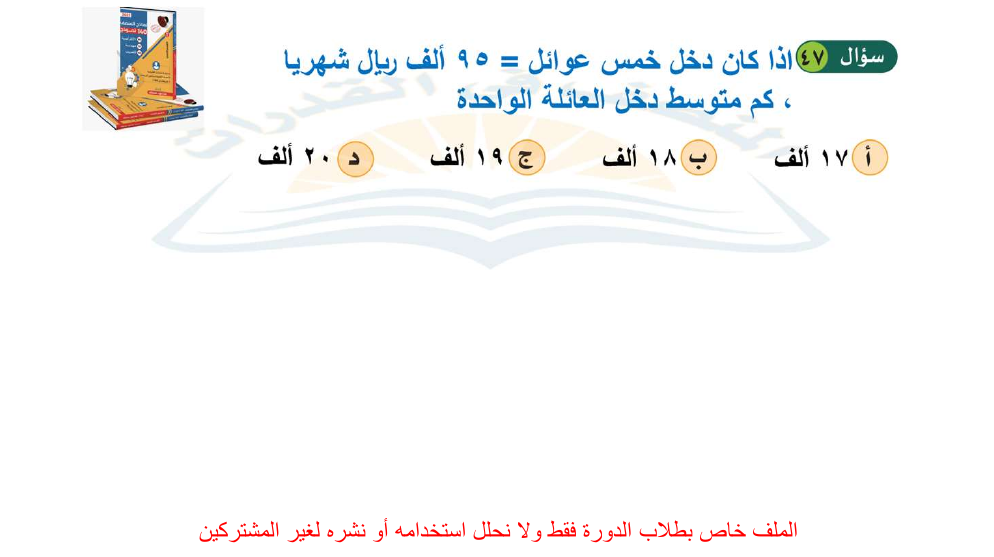 سؤال ٤٧ اذا كان دخل خمس عوائل = ٩٥ ألف ريال شهريا
، كم متوسط دخل العائلة الواحدة
أ ١٧ ألف ب ١٨ ألف ج ١٩ ألف د ٢٠ ألف
الملف خاص بطلاب الدورة فقط ولا نحلل استخدامه أو نشره لغير المشتركين